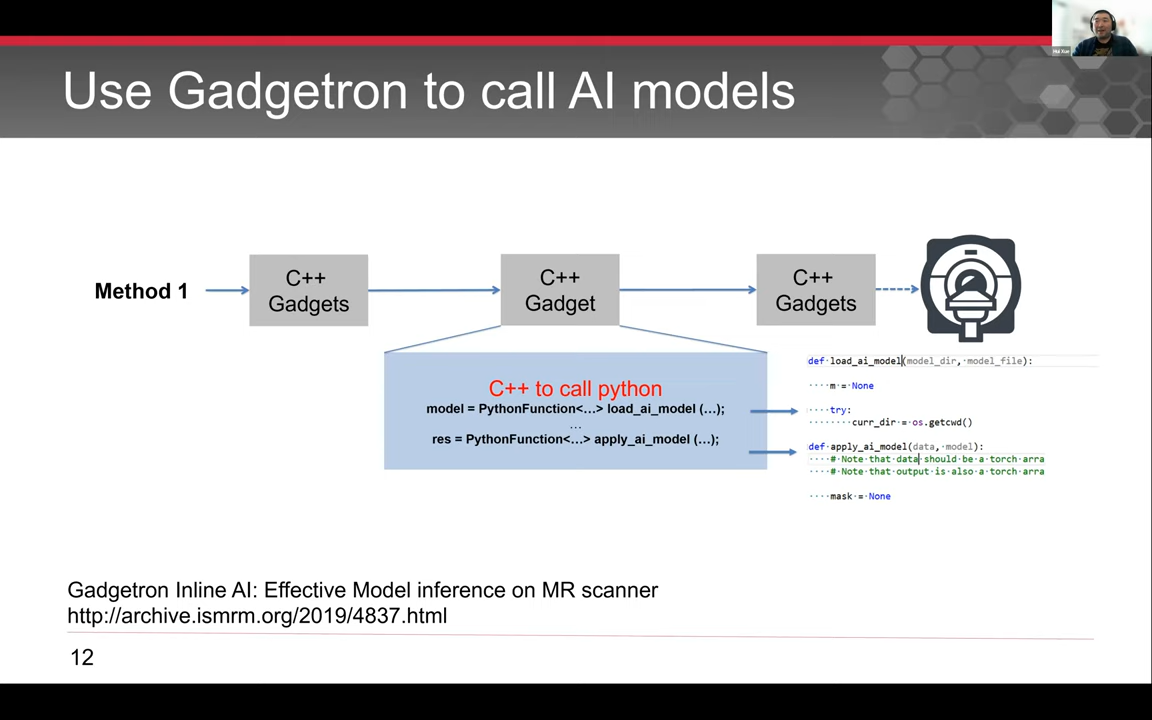 Hui Xue
Use Gadgetron to call AI models
Method 1
C++
Gadgets
C++
Gadget
C++
Gadgets
C++ to call python
model = PythonFunction<...> load_ai_model (...);
...
res = PythonFunction<...> apply_ai_model (...);
def load_ai_model(model_dir, model_file):
····m = None
····try:
········curr_dir = os.getcwd()
def apply_ai_model(data, model):
····# Note that data should be a torch arra
····# Note that output is also a torch arra
····mask = None
Gadgetron Inline AI: Effective Model inference on MR scanner
http://archive.ismrm.org/2019/4837.html
12